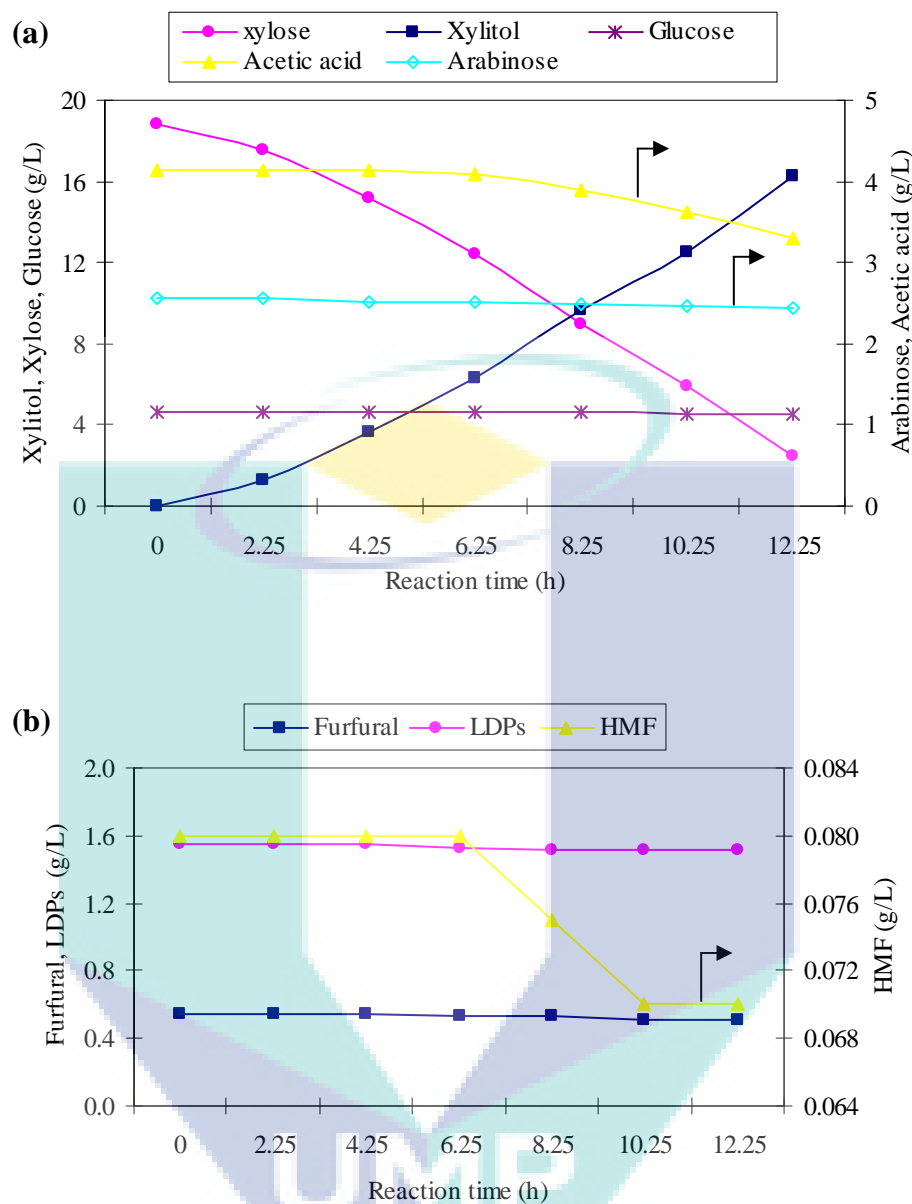 (a)
xylose Xylitol Glucose
Acetic acid Arabinose
20
16
12
8
4
0
Xylitol, Xylose, Glucose (g/L)
5
4
3
2
1
0
Arabinose, Acetic acid (g/L)
0 2.25 4.25 6.25 8.25 10.25 12.25
Reaction time (h)
(b)
Furfural LDPs HMF
2.0
1.6
1.2
0.8
0.4
0.0
Furfural, LDPs (g/L)
0.084
0.080
0.076
0.072
0.068
0.064
HMF (g/L)
0 2.25 4.25 6.25 8.25 10.25 12.25
UMP
Reaction time (h)